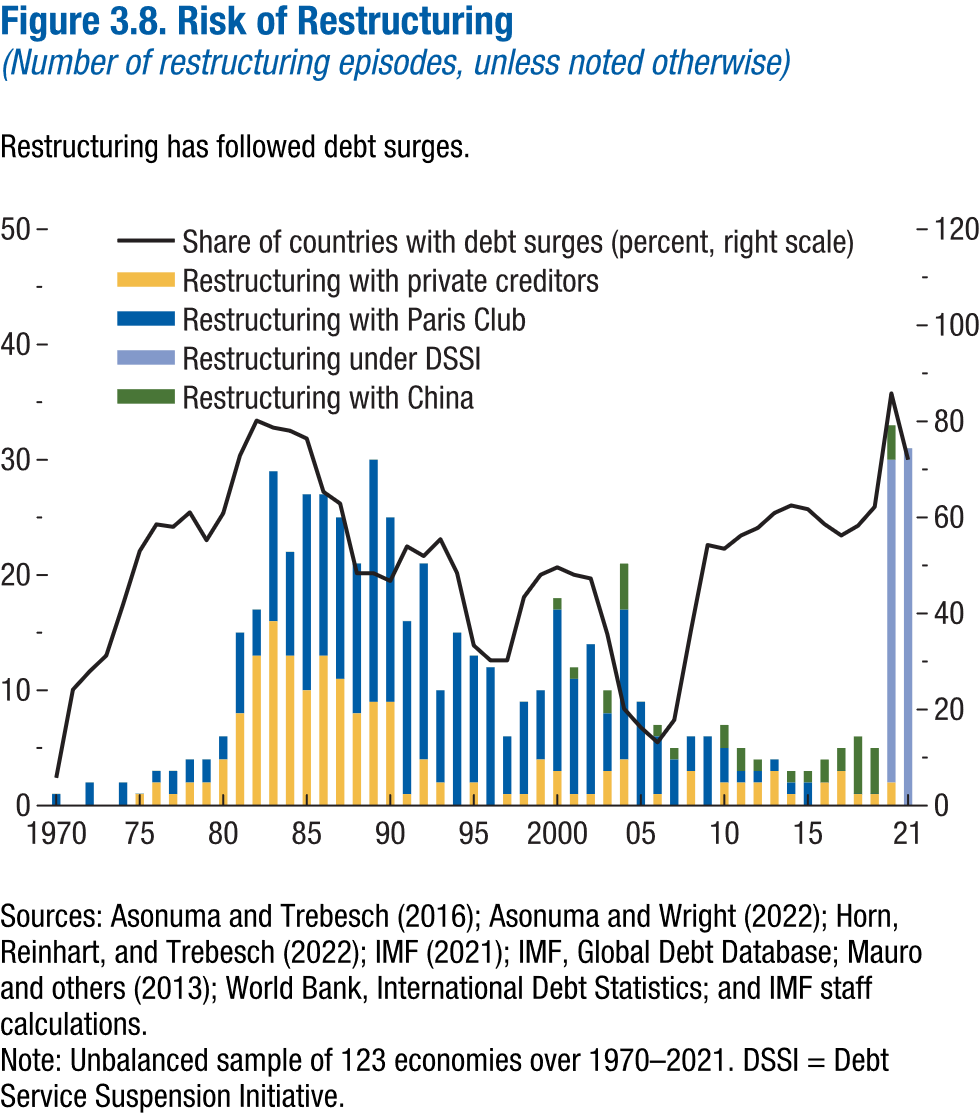 Figure 3.8. Risk of Restructuring
(Number of restructuring episodes, unless noted otherwise)
Restructuring has followed debt surges.
50
40
30
20
10
0
120
100
80
60
40
20
0
Share of countries with debt surges (percent, right scale)
Restructuring with private creditors
Restructuring with Paris Club
Restructuring under DSSI
Restructuring with China
1970 75 80 85 90 95 2000 05 10 15 21
Sources: Asonuma and Trebesch (2016); Asonuma and Wright (2022); Horn,
Reinhart, and Trebesch (2022); IMF (2021); IMF, Global Debt Database; Mauro
and others (2013); World Bank, International Debt Statistics; and IMF staff
calculations.
Note: Unbalanced sample of 123 economies over 1970–2021. DSSI = Debt
Service Suspension Initiative.